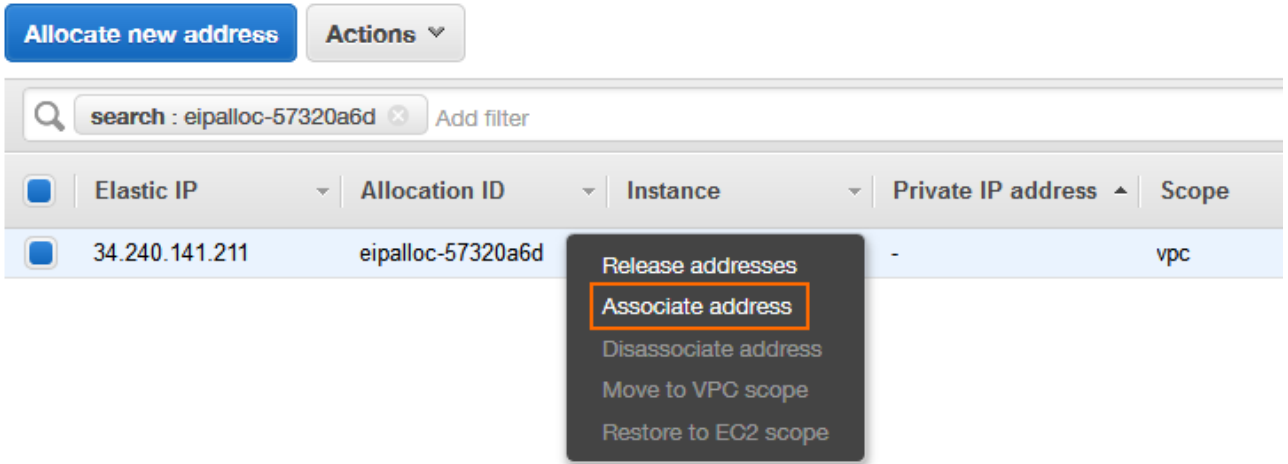 Allocate new address Actions
search : eipalloc-57320a6d Add filter
Elastic IP Allocation ID Instance Private IP address Scope
34.240.141.211 eipalloc-57320a6d - vpc
Release addresses
Associate address
Disassociate address
Move to VPC scope
Restore to EC2 scope